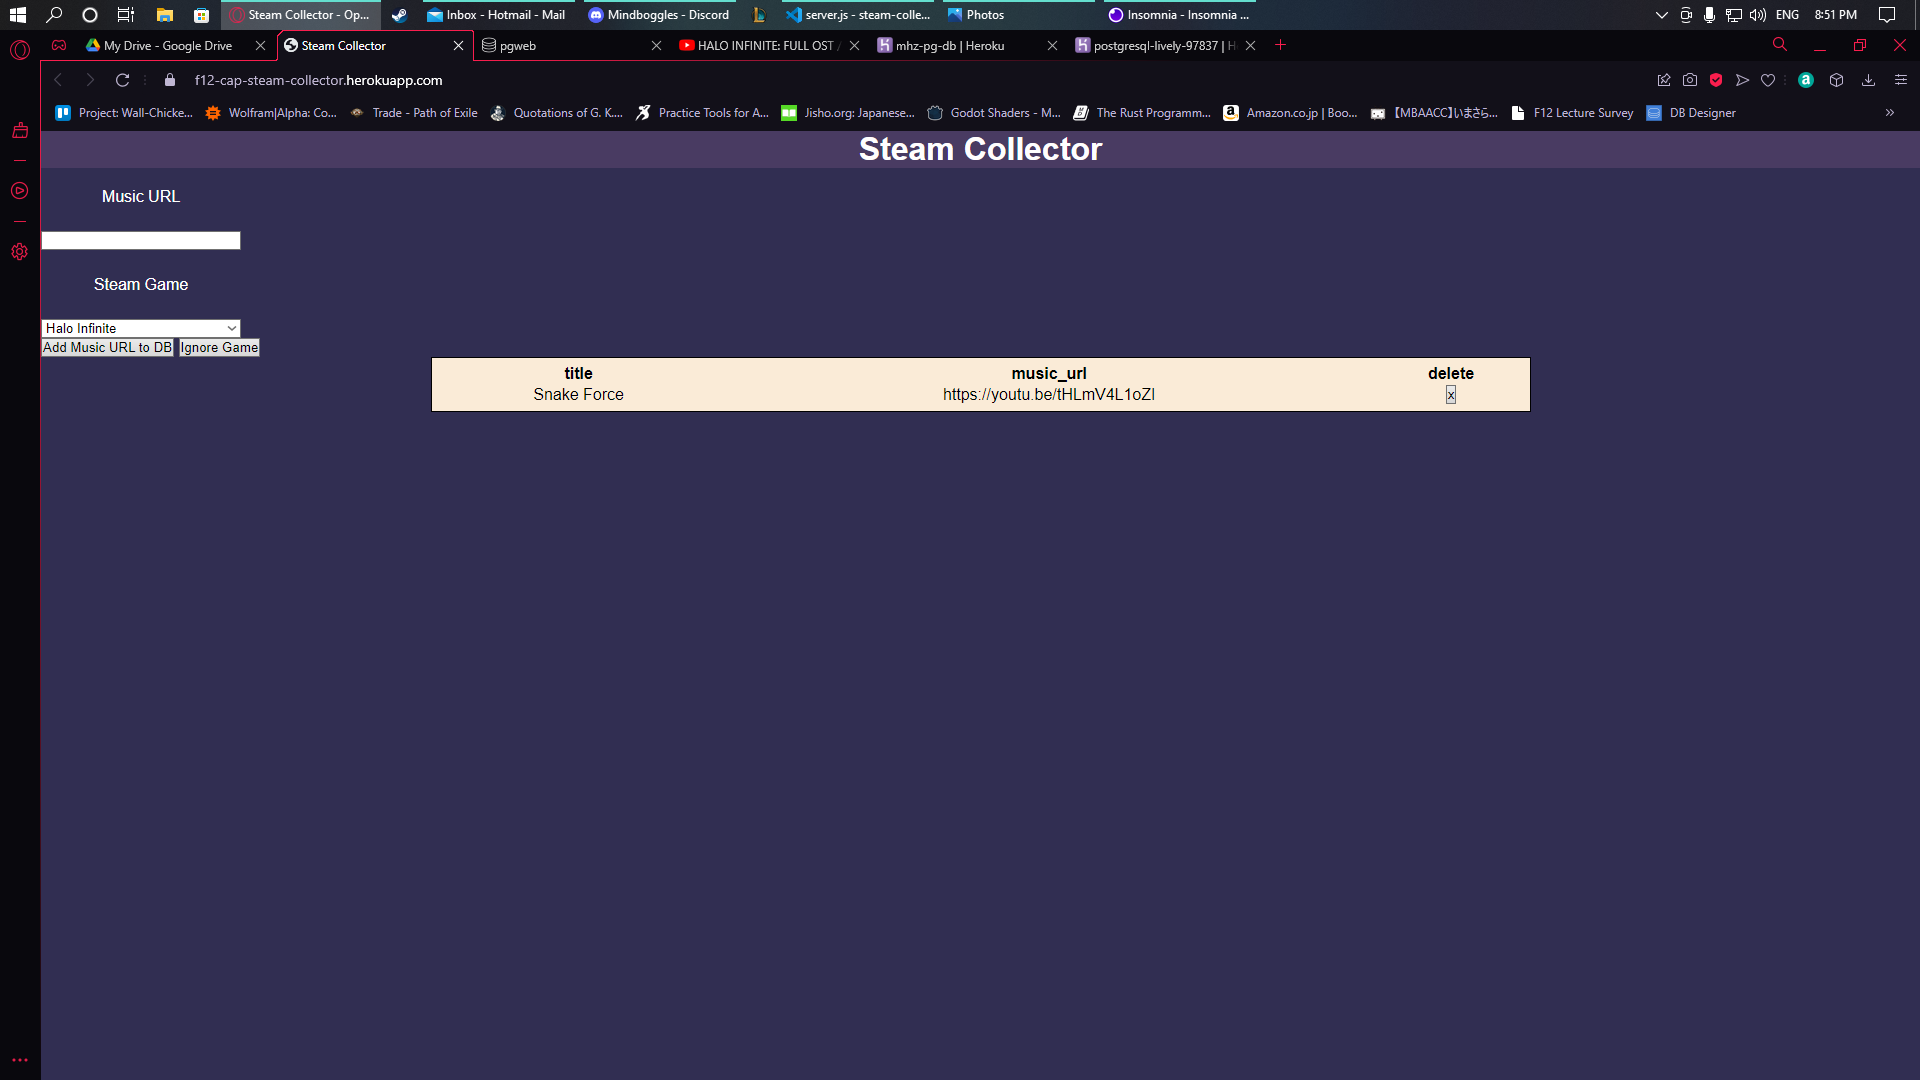 Steam Collector - Op...
Inbox - Hotmail - Mail
Mindboggles - Discord
server.js - steam-colle...
Photos
Insomnia - Insomnia ...
ENG
8:51 PM
My Drive - Google Drive
Steam Collector
pgweb
HALO INFINITE: FULL OST
mhz-pg-db | Heroku
postgresql-lively-97837 | H
f12-cap-steam-collector.herokuapp.com
Project: Wall-Chicke...
Wolfram|Alpha: Co...
Trade - Path of Exile
Quotations of G. K....
Practice Tools for A...
Jisho.org: Japanese...
Godot Shaders - M...
The Rust Programm...
Amazon.co.jp | Boo...
【MBAACC】いまさら...
F12 Lecture Survey
DB Designer
Steam Collector
Music URL
Steam Game
Halo Infinite
Add Music URL to DB Ignore Game
title music_url delete
Snake Force https://youtu.be/tHLmV4L1oZI x